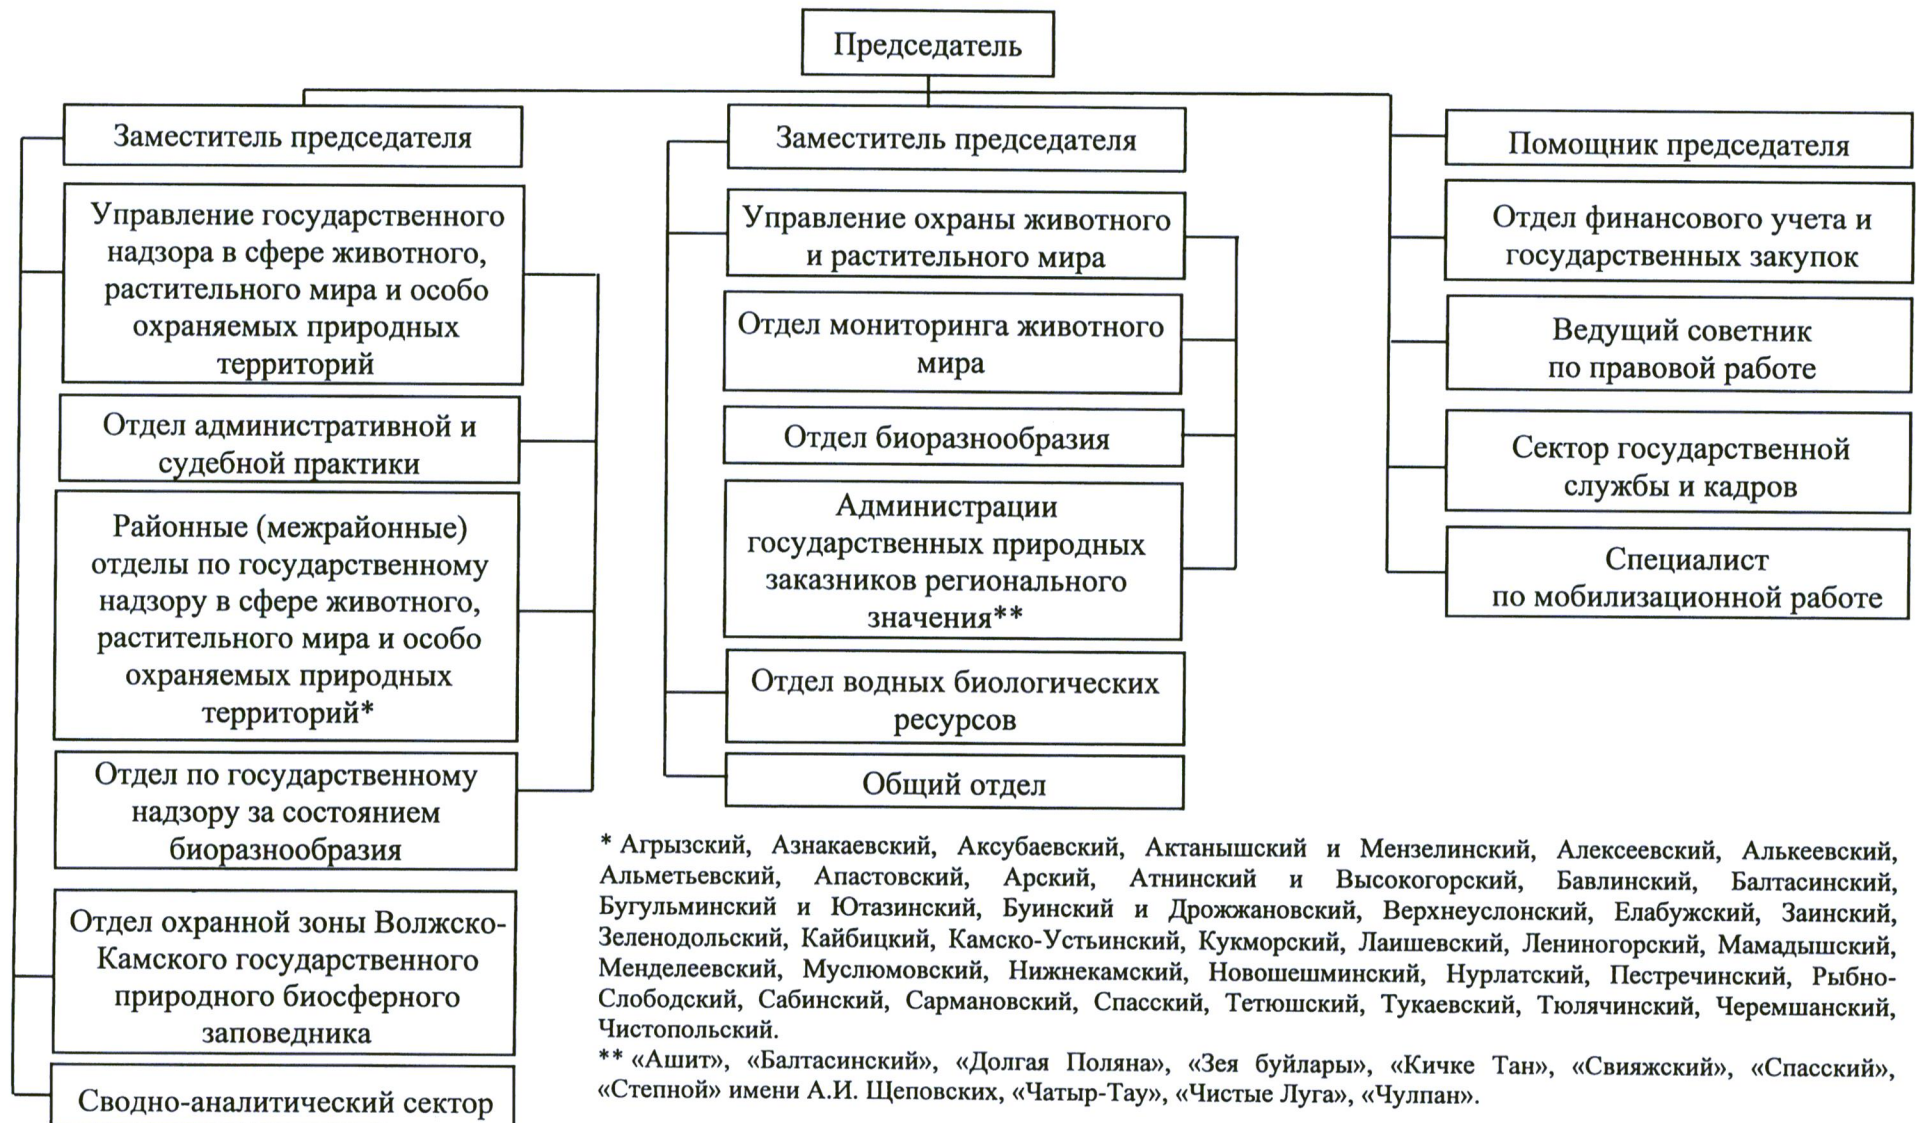 Председатель
Заместитель председателя
Управление государственного
надзора в сфере животного,
растительного мира и особо
охраняемых природных
территорий
Отдел административной и
судебной практики
Районные (межрайонные)
отделы по государственному
надзору в сфере животного,
растительного мира и особо
охраняемых природных
территорий*
Отдел по государственному
надзору за состоянием
биоразнообразия
Отдел охранной зоны Волжско-
Камского государственного
природного биосферного
заповедника
Сводно-аналитический сектор
Заместитель председателя
Управление охраны животного
и растительного мира
Отдел мониторинга животного
мира
Отдел биоразнообразия
Администрации
государственных природных
заказников регионального
значения**
Отдел водных биологических
ресурсов
Общий отдел
Помощник председателя
Отдел финансового учета и
государственных закупок
Ведущий советник
по правовой работе
Сектор государственной
службы и кадров
Специалист
по мобилизационной работе
* Агрызский, Азнакаевский, Аксубаевский, Актанышский и Мензелинский, Алексеевский, Алькеевский,
Альметьевский, Апастовский, Арский, Атнинский и Высокогорский, Бавлинский, Балтасинский,
Бугульминский и Ютазинский, Буинский и Дрожжановский, Верхнеуслонский, Елабужский, Заинский,
Зеленодольский, Кайбицкий, Камско-Устьинский, Кукморский, Лаишевский, Лениногорский, Мамадышский,
Менделеевский, Муслюмовский, Нижнекамский, Новошешминский, Нурлатский, Пестречинский, Рыбно-
Слободский, Сабинский, Сармановский, Спасский, Тетюшский, Тукаевский, Тюлячинский, Черемшанский,
Чистопольский.
** «Ашит», «Балтасинский», «Долгая Поляна», «Зея буйлары», «Кичке Тан», «Свияжский», «Спасский»,
«Степной» имени А.И. Щеповских, «Чатыр-Тау», «Чистые Луга», «Чулпан».